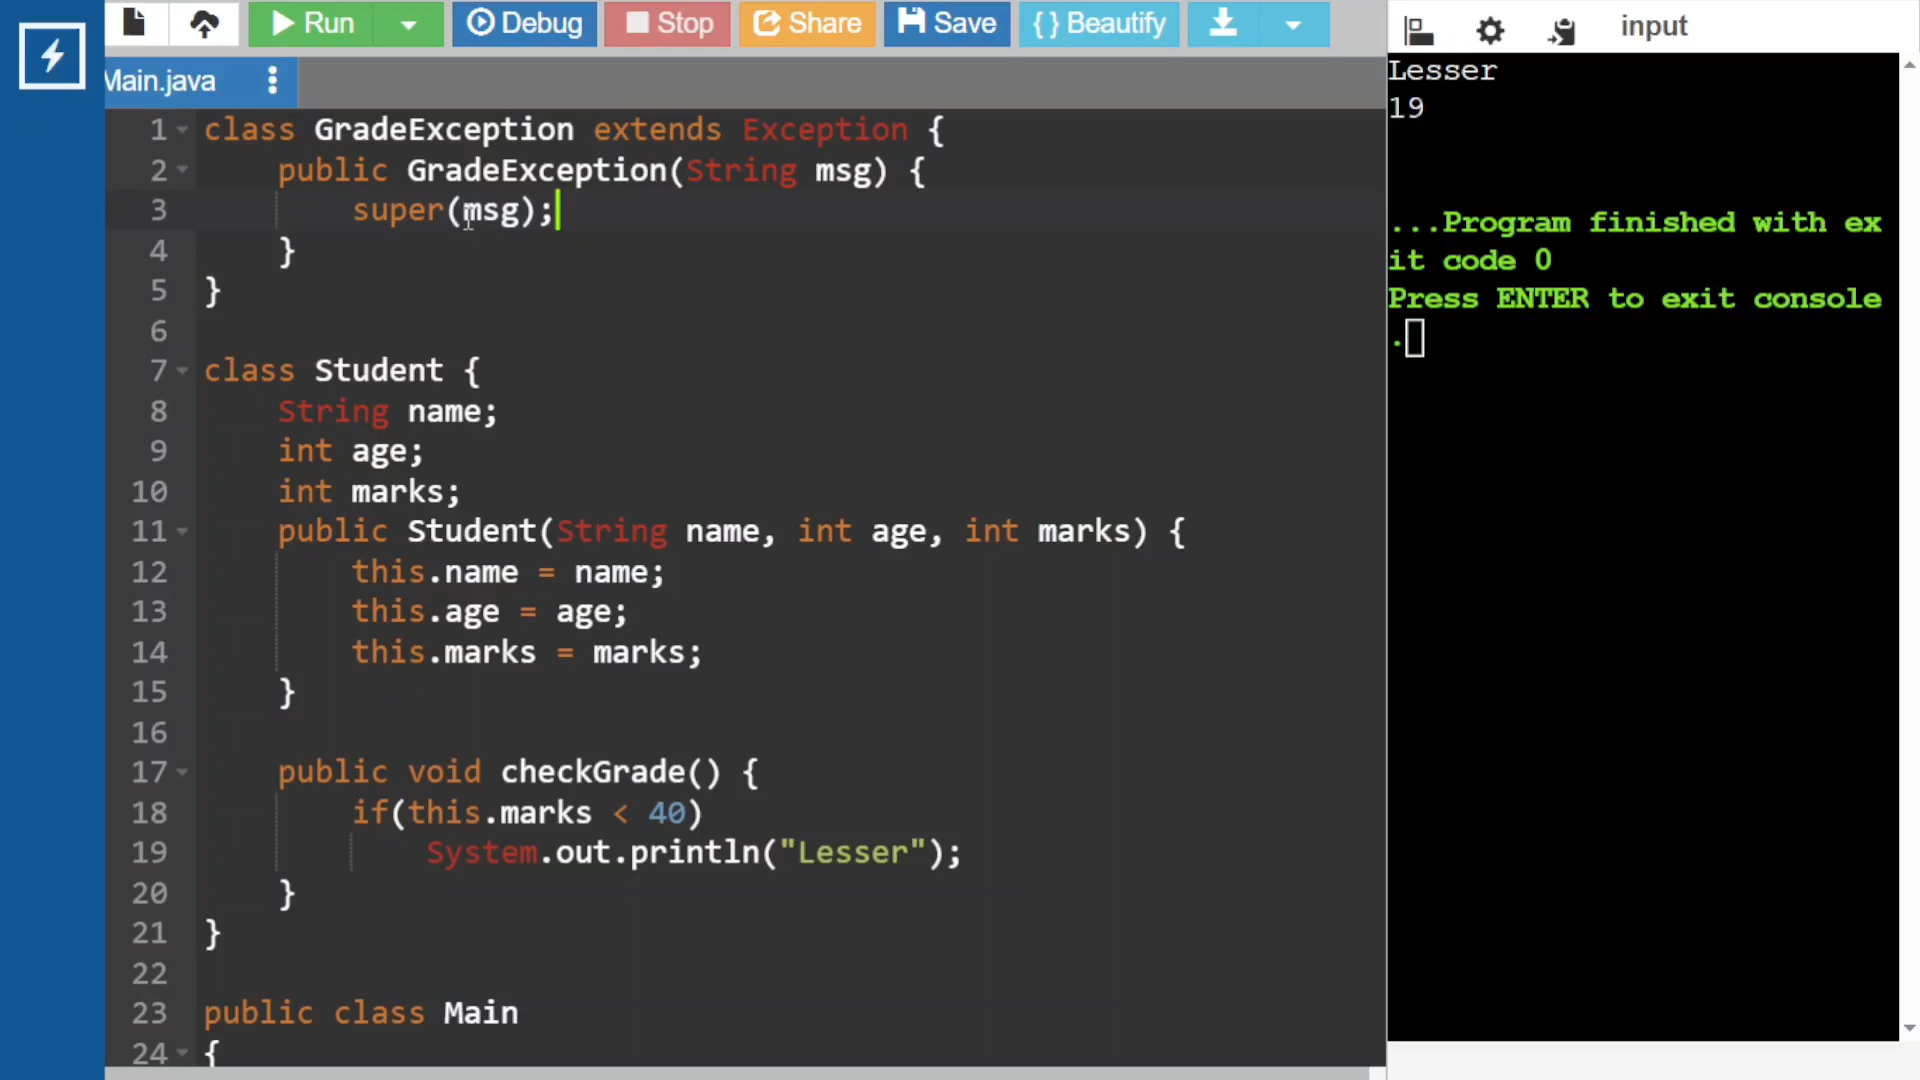 Run
Debug
Stop
Share
Save
{ } Beautify
input
Main.java
1 class GradeException extends Exception {
2     public GradeException(String msg) {
3         super(msg);
4     }
5 }
6
7 class Student {
8     String name;
9     int age;
10     int marks;
11     public Student(String name, int age, int marks) {
12         this.name = name;
13         this.age = age;
14         this.marks = marks;
15     }
16
17     public void checkGrade() {
18         if(this.marks < 40)
19             System.out.println("Lesser");
20     }
21 }
22
23 public class Main
24 {
Lesser
19
...Program finished with ex
it code 0
Press ENTER to exit console
.